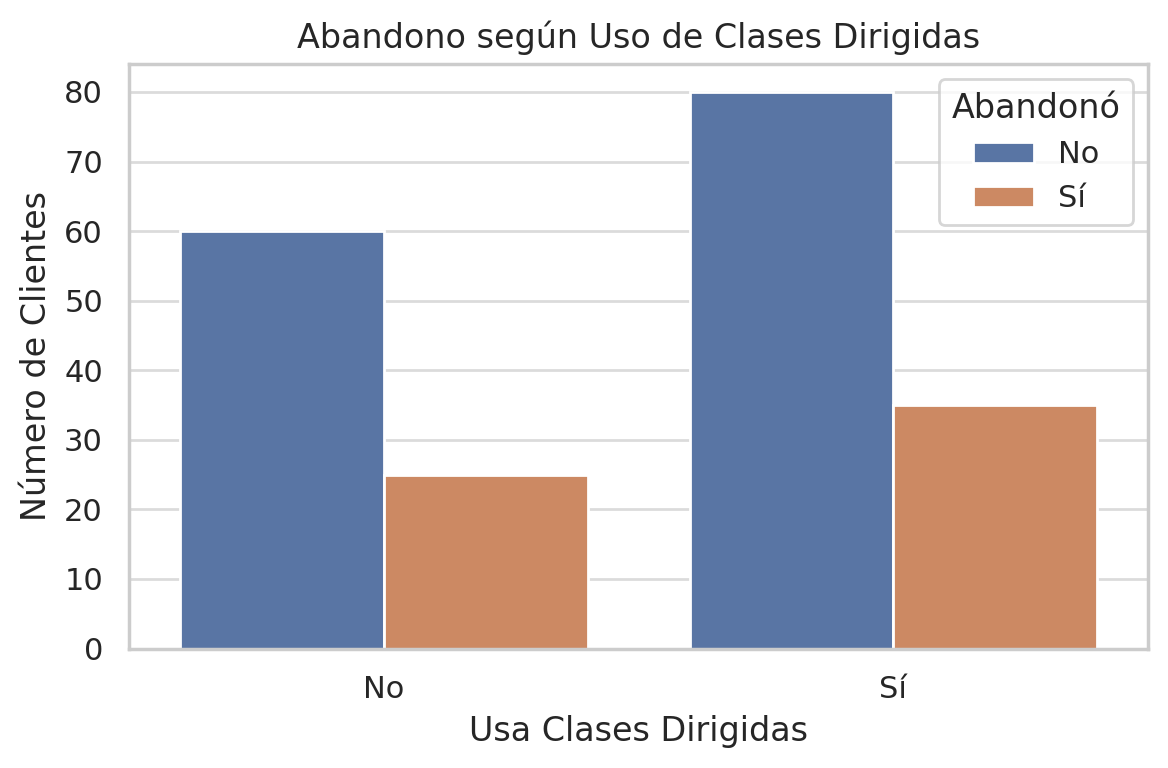 Abandono según Uso de Clases Dirigidas
Número de Clientes
80
70
60
50
40
30
20
10
0
Abandonó
No
Sí
No
Sí
Usa Clases Dirigidas